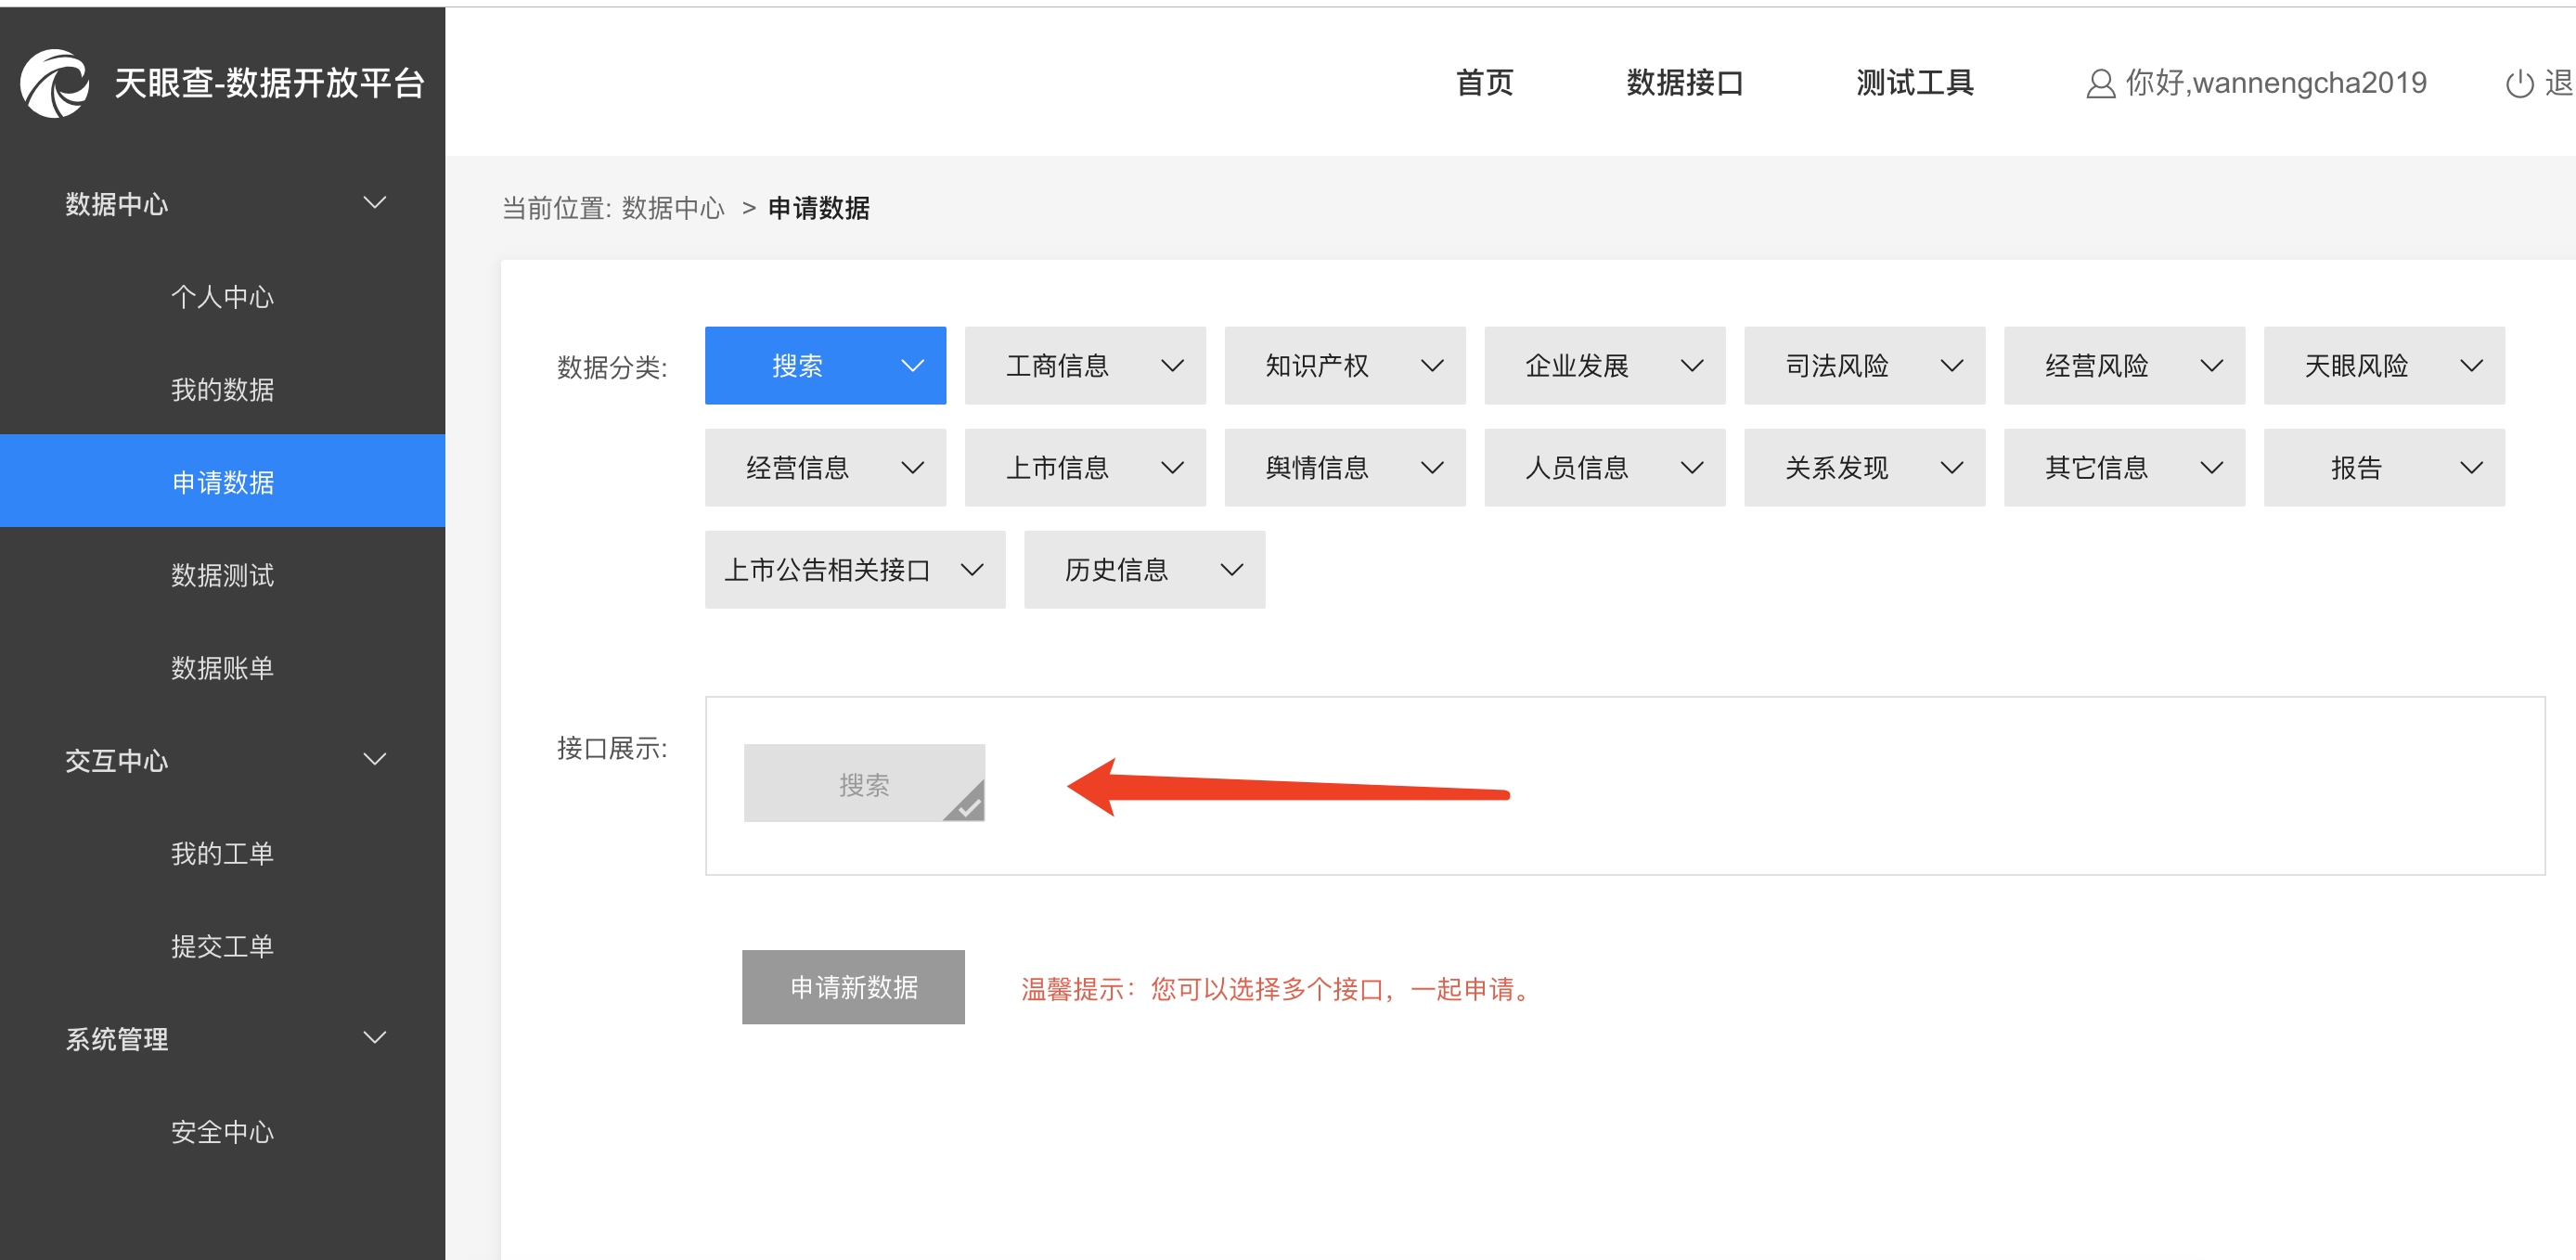 天眼查-数据开放平台
首页 数据接口 测试工具 你好,wannengcha2019 退
数据中心
个人中心
我的数据
申请数据
数据测试
数据账单
交互中心
我的工单
提交工单
系统管理
安全中心
当前位置: 数据中心 > 申请数据
数据分类: 搜索 工商信息 知识产权 企业发展 司法风险 经营风险 天眼风险
经营信息 上市信息 舆情信息 人员信息 关系发现 其它信息 报告
上市公告相关接口 历史信息
接口展示: 搜索
申请新数据 温馨提示：您可以选择多个接口，一起申请。